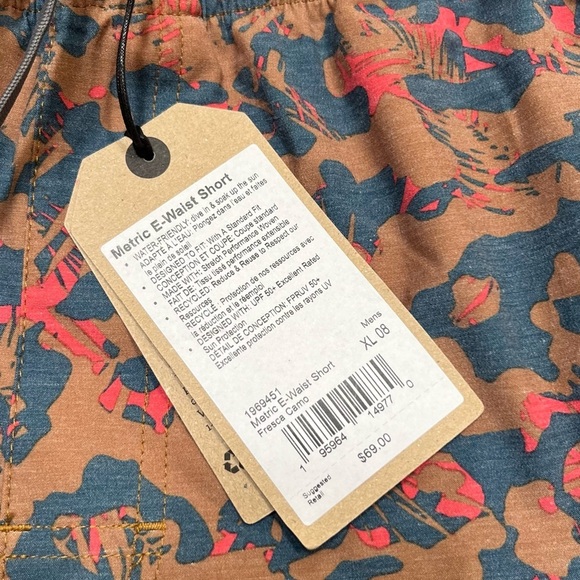 Metric E-Waist Short
• WATER-FRIENDLY: dive in & soak up the sun
ADAPTE A L'EAU: Plongez dans l'eau et faites
le plein de soleil
• DESIGNED TO FIT: With A Standard Fit
CONCEPTION ET COUPE: Coupe standard
• MADE WITH: Stretch Performance Woven
FAIT DE: Tissu tissé performance extensible
• RECYCLED: Reduce & Reuse to Respect our
Resources
RECYCLE : Protection de nos ressources avec
la réduction et le réemploi
• DESIGNED WITH: UPF 50+ Excellent Rated
Sun Protection
DETAIL DE CONCEPTION: FPRUV 50+
Excellente protection contre les rayons UV
1969451 Mens
Metric E-Waist Short XL 08
Fresca Camo
1 95964 14977 0
Suggested
Retail $69.00